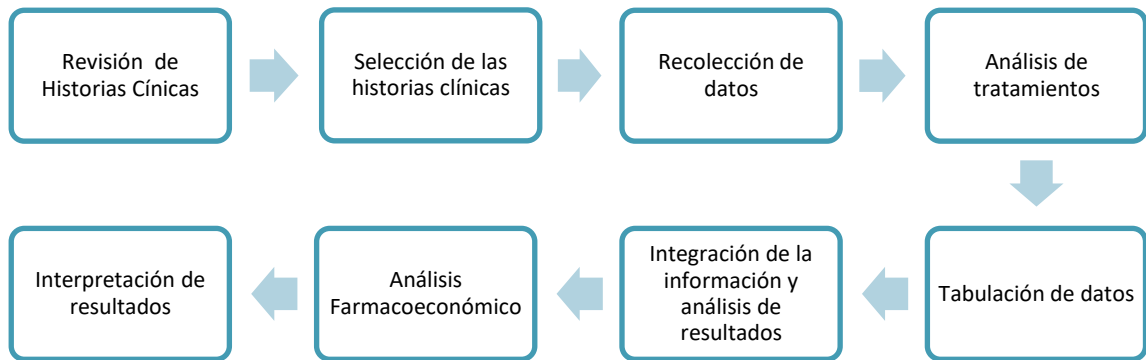 Revisión de
Historias Cínicas
Selección de las
historias clínicas
Recolección de
datos
Análisis de
tratamientos
Tabulación de datos
Integración de la
información y
análisis de
resultados
Análisis
Farmacoeconómico
Interpretación de
resultados